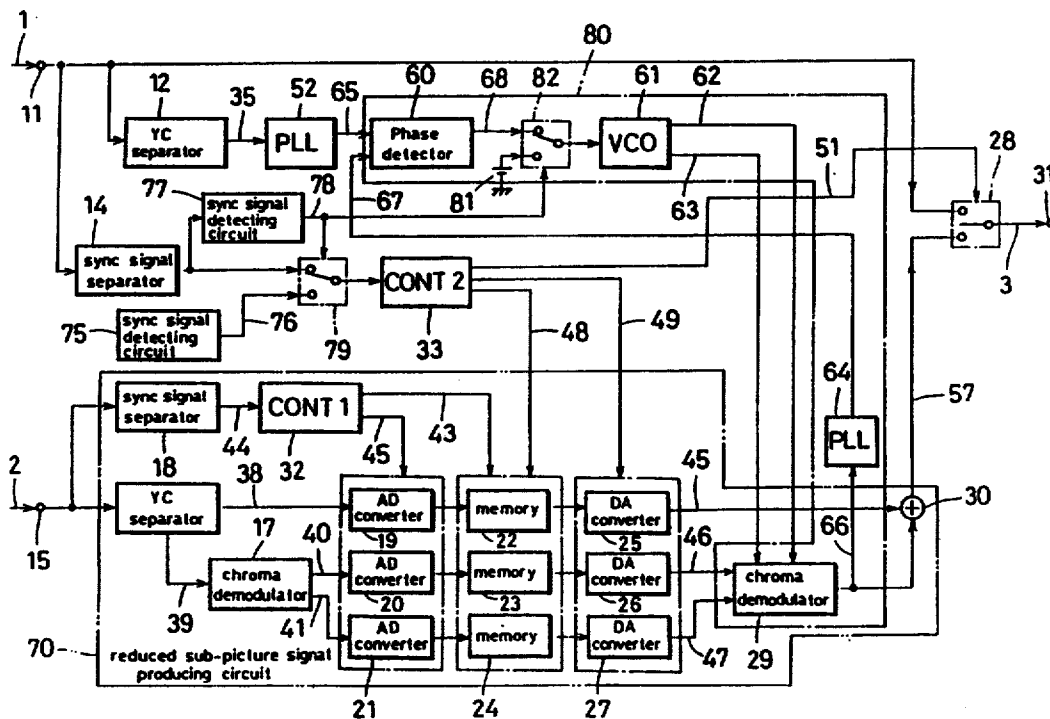 1
11
12
YC
separator
35
52
PLL
65
60
Phase
detector
68
82
80
61
VCO
62
63
51
28
31
3
77
sync signal
detecting
circuit
78
67
81
14
sync signal
separator
75
sync signal
detecting
circuit
76
79
CONT 2
33
48
49
64
PLL
57
sync signal
separator
18
44
CONT 1
32
43
45
2
15
YC
separator
38
39
17
chroma
demodulator
40
41
AD
converter
19
AD
converter
20
AD
converter
21
memory
22
memory
23
memory
24
DA
converter
25
DA
converter
26
DA
converter
27
45
46
47
66
30
chroma
demodulator
29
70
reduced sub-picture signal
producing circuit